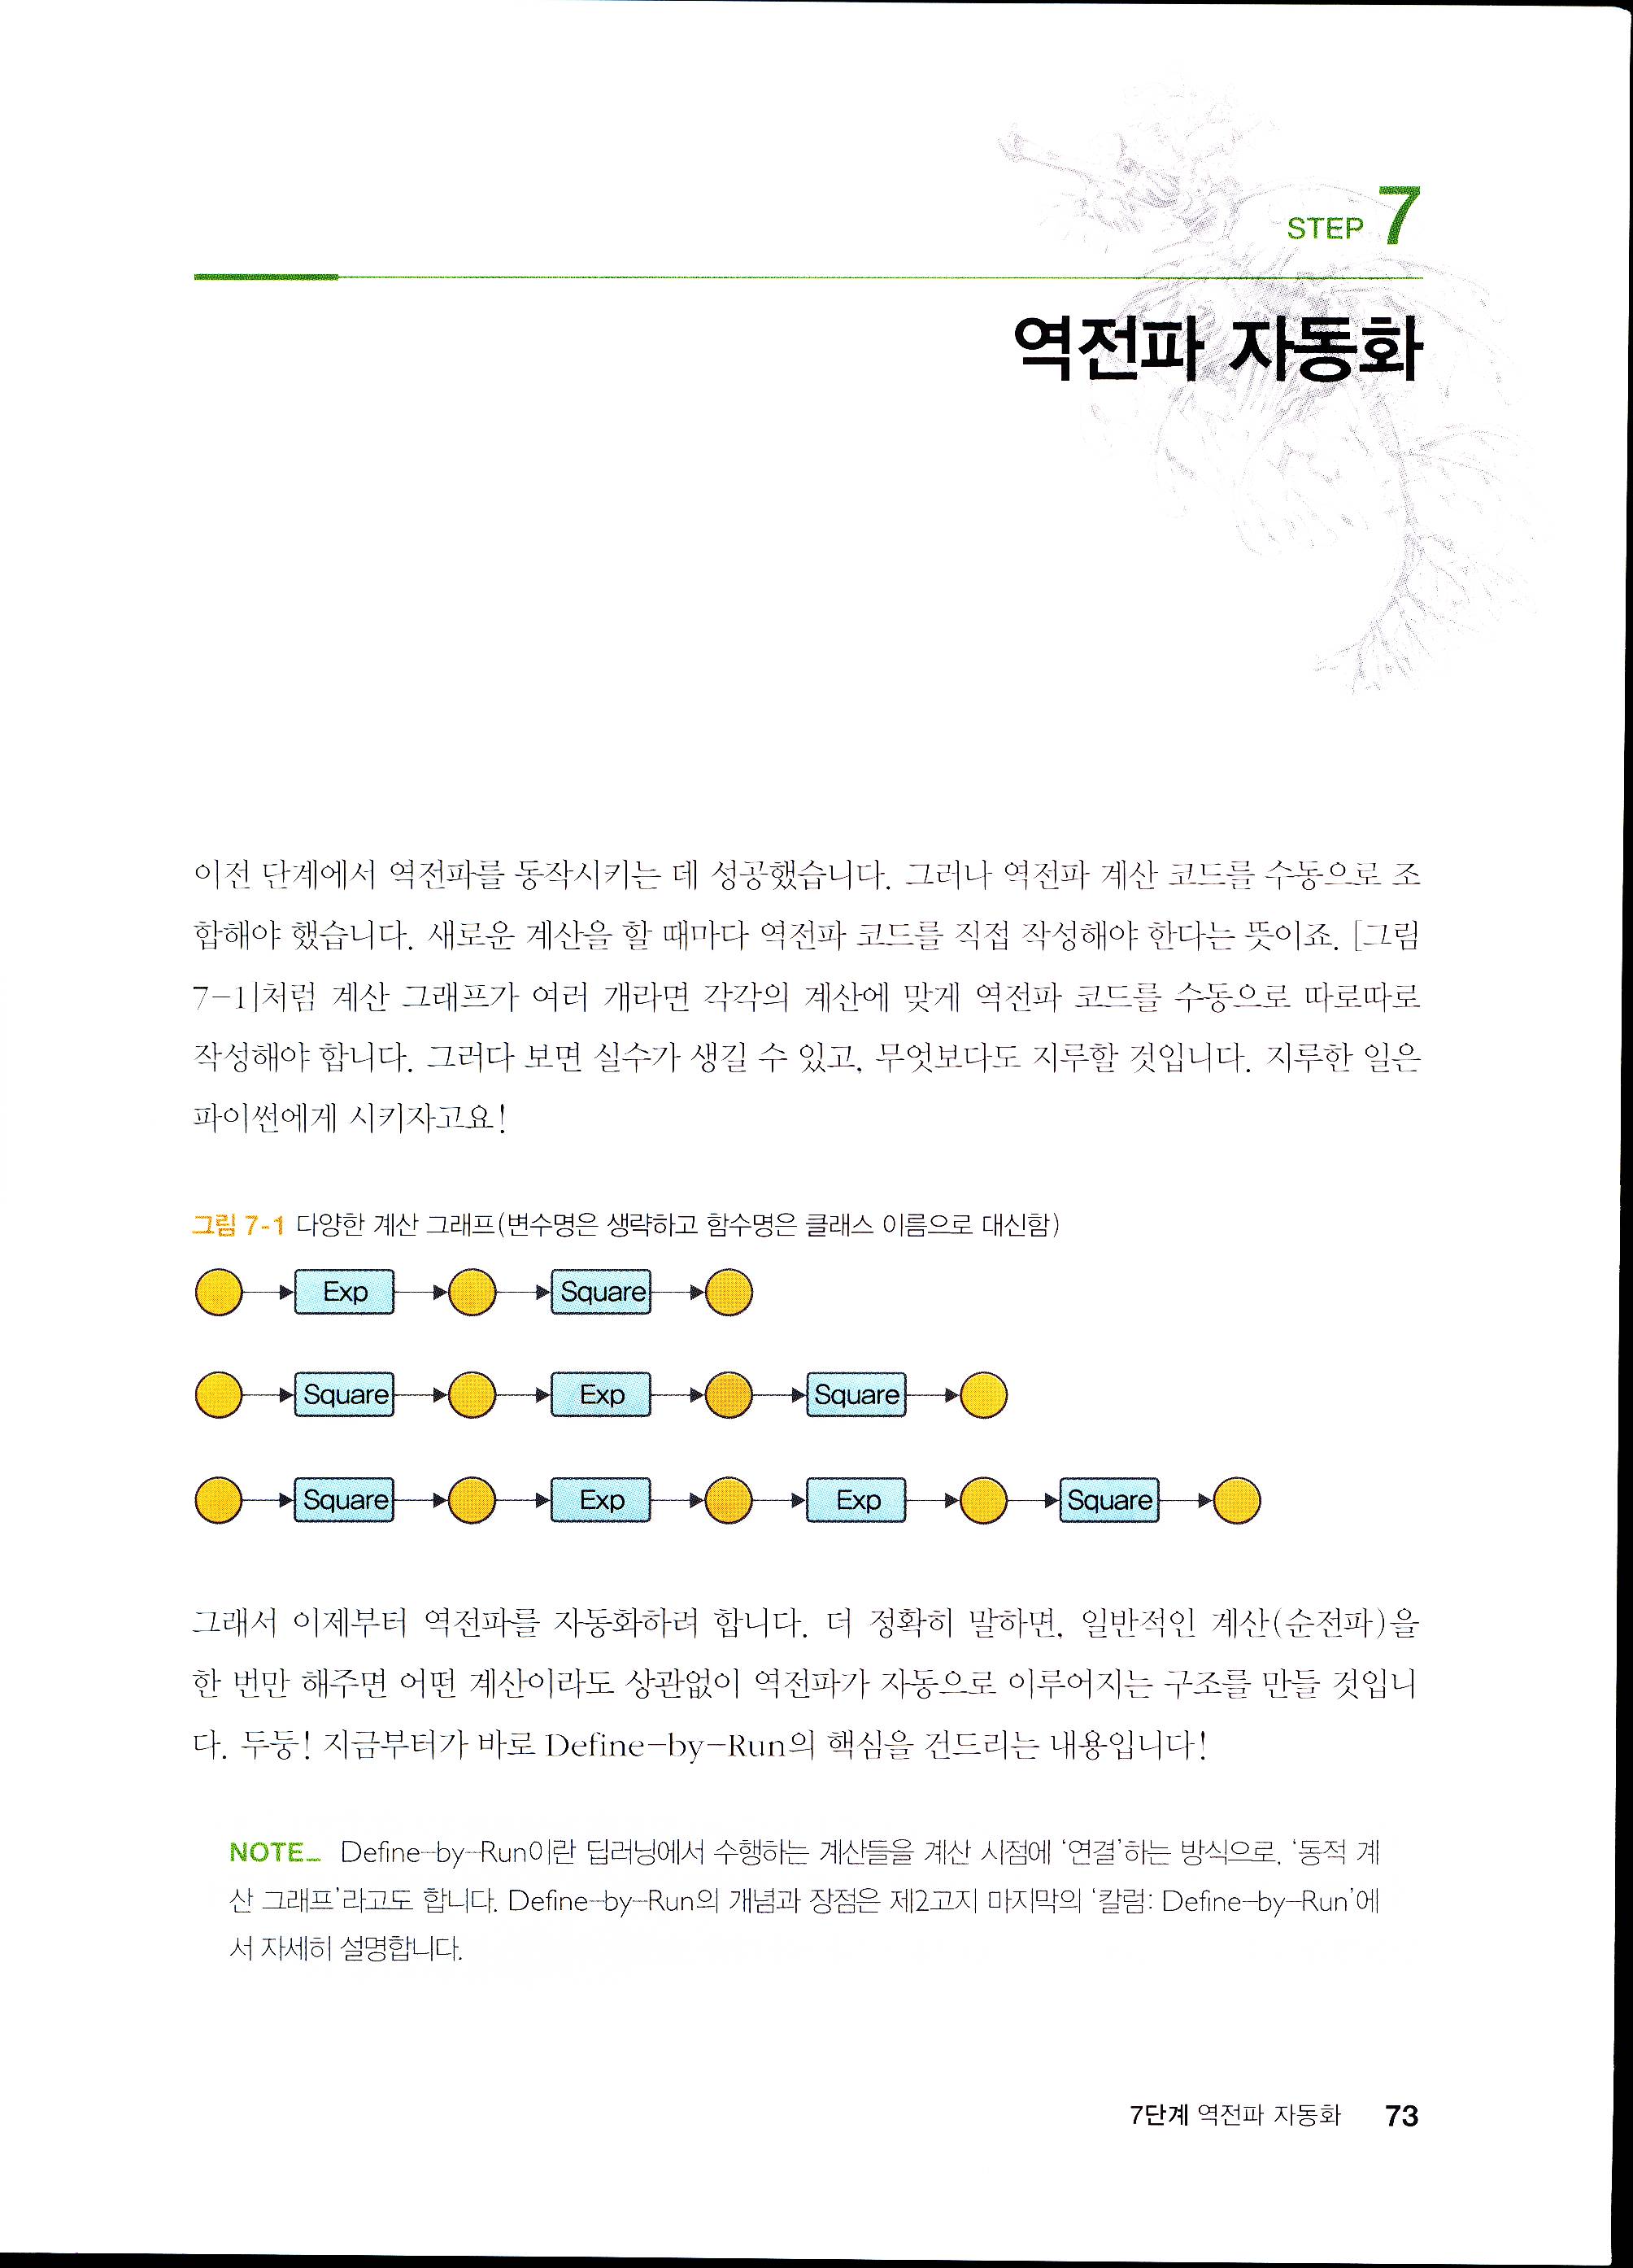 STEP 7
역전파 자동화
이전 단계에서 역전파를 동작시키는 데 성공했습니다. 그러나 역전파 계산 코드를 수동으로 조
합해야 했습니다. 새로운 계산을 할 때마다 역전파 코드를 직접 작성해야 한다는 뜻이죠. [그림
7-1]처럼 계산 그래프가 여러 개라면 각각의 계산에 맞게 역전파 코드를 수동으로 따로따로
작성해야 합니다. 그러다 보면 실수가 생길 수 있고, 무엇보다도 지루할 것입니다. 지루한 일은
파이썬에게 시키자고요!
그림 7-1 다양한 계산 그래프(변수명은 생략하고 함수명은 클래스 이름으로 대신함)
Exp Square
Square Exp Square
Square Exp Exp Square
그래서 이제부터 역전파를 자동화하려 합니다. 더 정확히 말하면, 일반적인 계산(순전파)을
한 번만 해주면 어떤 계산이라도 상관없이 역전파가 자동으로 이루어지는 구조를 만들 것입니
다. 두둥! 지금부터가 바로 Define-by-Run의 핵심을 건드리는 내용입니다!
NOTE_ Define-by-Run이란 딥러닝에서 수행하는 계산들을 계산 시점에 '연결'하는 방식으로, '동적 계
산 그래프'라고도 합니다. Define-by-Run의 개념과 장점은 제2고지 마지막의 '칼럼: Define-by-Run'에
서 자세히 설명합니다.
7단계 역전파 자동화 73